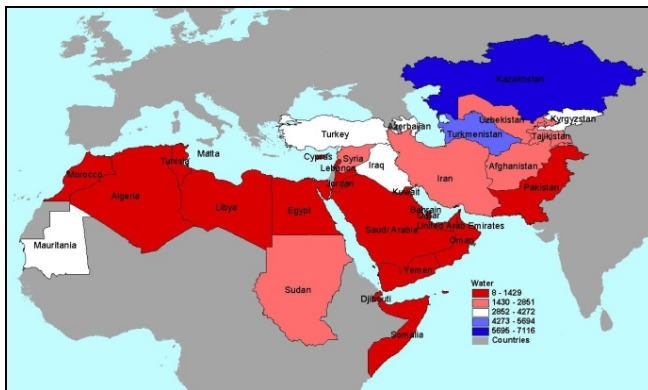 Kazakhstan
Uzbekistan
Kyrgyzstan
Azerbaijan
Turkmenistan
Tajikistan
Turkey
Malta
Cyprus
Syria
Lebanon
Iraq
Iran
Afghanistan
Pakistan
Morocco
Algeria
Libya
Egypt
Jordan
Kuwait
Bahrain
Qatar
United Arab Emirates
Saudi Arabia
Oman
Mauritania
Sudan
Yemen
Djibouti
Somalia
Water
8 - 1429
1430 - 2851
2852 - 4272
4273 - 5694
5695 - 7116
Countries